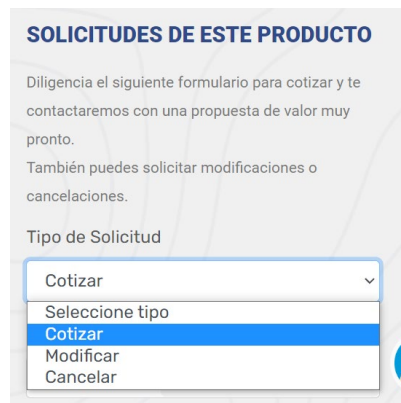 SOLICITUDES DE ESTE PRODUCTO
Diligencia el siguiente formulario para cotizar y te
contactaremos con una propuesta de valor muy
pronto.
También puedes solicitar modificaciones o
cancelaciones.
Tipo de Solicitud
Cotizar
Seleccione tipo
Cotizar
Modificar
Cancelar